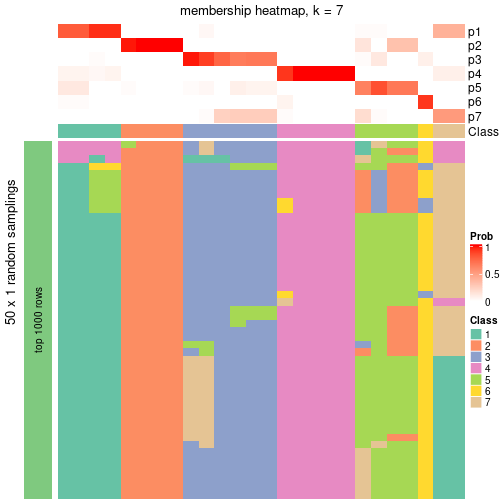 membership heatmap, k = 7
p1
p2
p3
p4
p5
p6
p7
Class
50 x 1 random samplings
top 1000 rows
Prob
1
0.5
0
Class
1
2
3
4
5
6
7